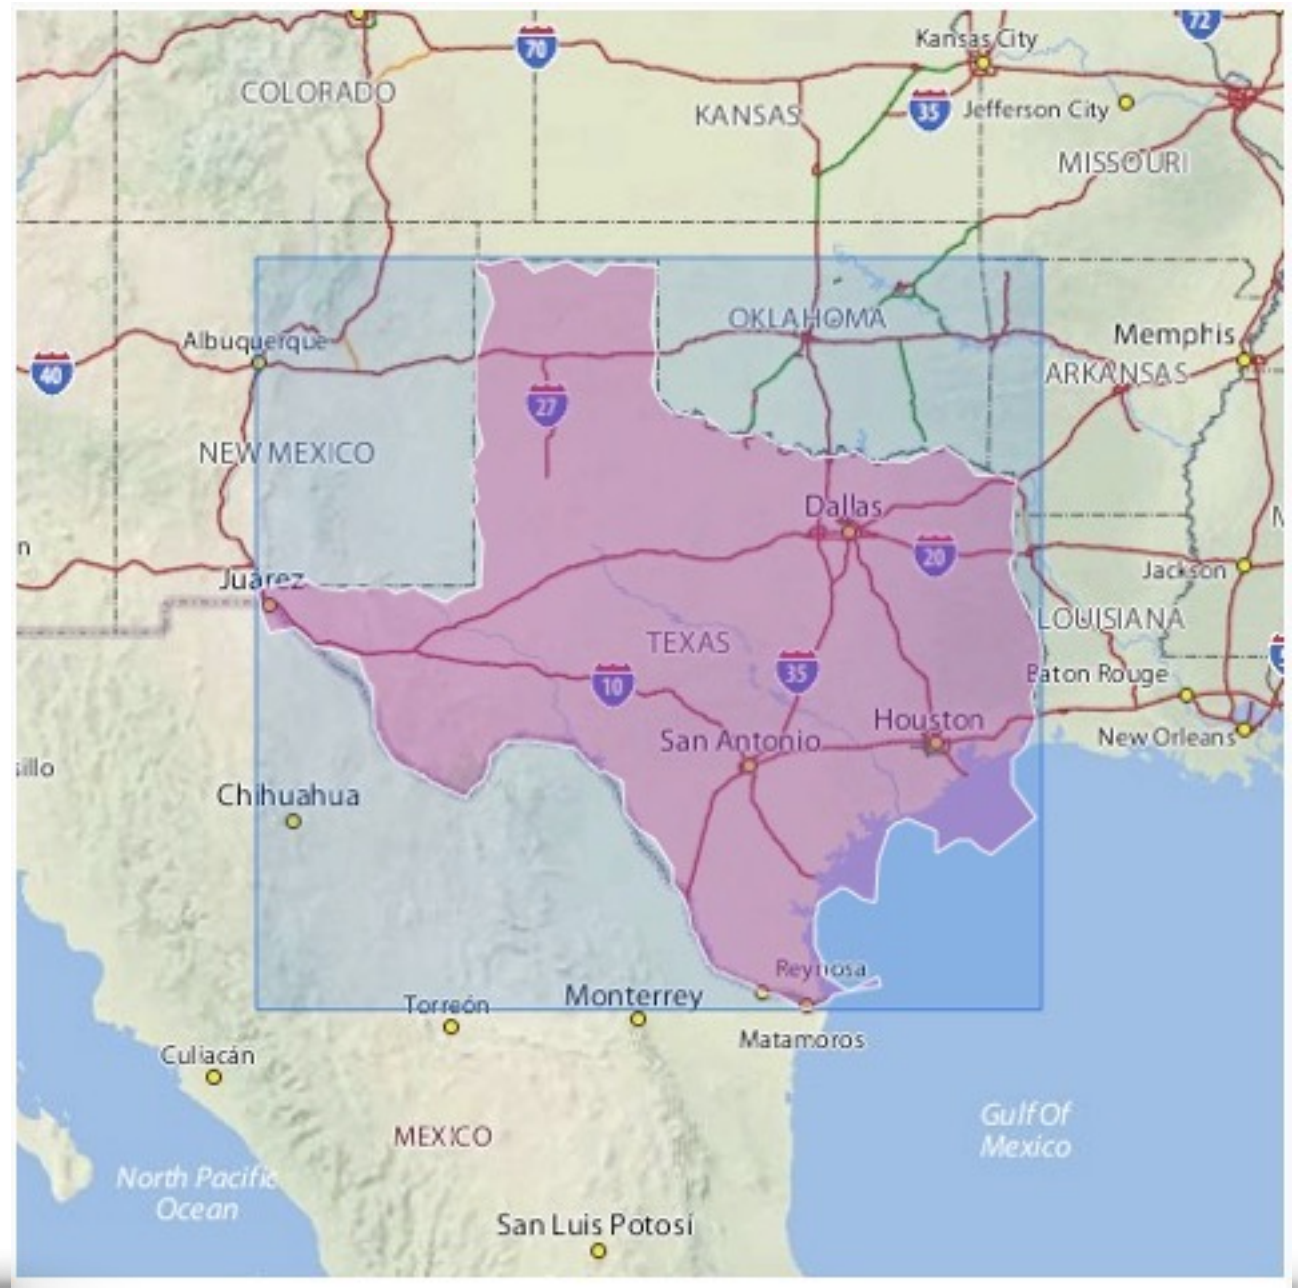 72
Kansas City
70
COLORADO
KANSAS
35
Jefferson City
MISSOURI
OKLAHOMA
Albuquerque
Memphis
40
ARKANSAS
27
NEW MEXICO
Dallas
n
20
Jackson
Juárez
LOUISIANA
TEXAS
10
35
Baton Rouge
Houston
San Antonio
New Orleans
sillo
Chihuahua
Reynosa
Torreón
Monterrey
Matamoros
Culiacán
Gulf Of
Mexico
MEXICO
North Pacific
Ocean
San Luis Potosí